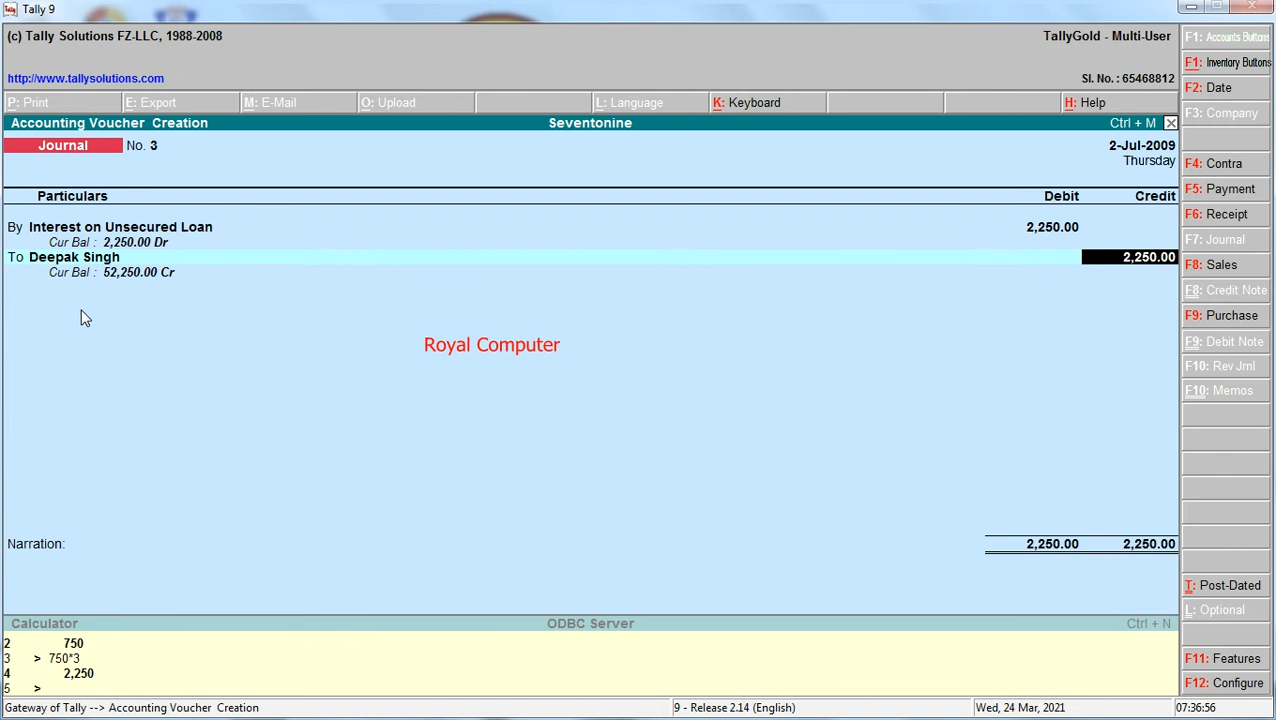 Tally 9
(c) Tally Solutions FZ-LLC, 1988-2008
TallyGold - Multi-User
http://www.tallysolutions.com
Sl. No. : 65468812
P: Print E: Export M: E-Mail O: Upload L: Language K: Keyboard H: Help
Accounting Voucher Creation Seventonine Ctrl + M
Journal No. 3 2-Jul-2009
Thursday
Particulars Debit Credit
By Interest on Unsecured Loan 2,250.00
Cur Bal : 2,250.00 Dr
To Deepak Singh 2,250.00
Cur Bal : 52,250.00 Cr
Royal Computer
Narration: 2,250.00 2,250.00
Calculator ODBC Server Ctrl + N
2 750
3 > 750*3
4 2,250
5 >
Gateway of Tally --> Accounting Voucher Creation 9 - Release 2.14 (English) Wed, 24 Mar, 2021 07:36:56
F1: Accounts Buttons
F1: Inventory Buttons
F2: Date
F3: Company
F4: Contra
F5: Payment
F6: Receipt
F7: Journal
F8: Sales
F8: Credit Note
F9: Purchase
F9: Debit Note
F10: Rev Jrnl
F10: Memos
T: Post-Dated
L: Optional
F11: Features
F12: Configure